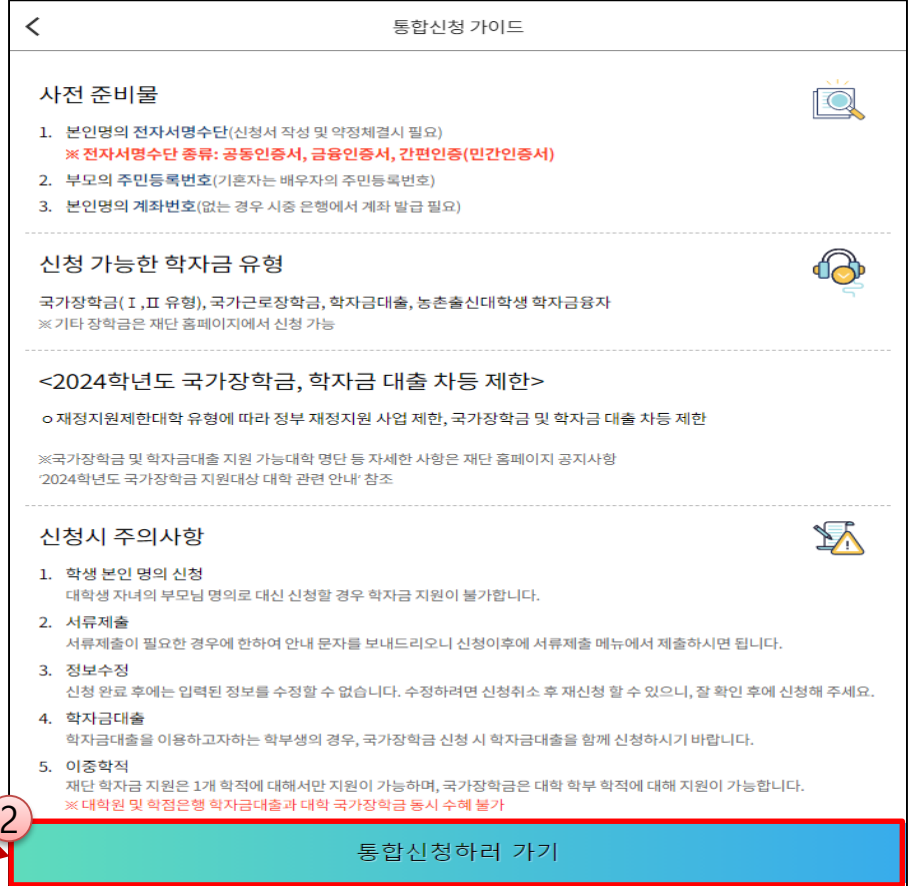 통합신청 가이드
사전 준비물
1. 본인명의 전자서명수단(신청서 작성 및 약정체결시 필요)
※ 전자서명수단 종류: 공동인증서, 금융인증서, 간편인증(민간인증서)
2. 부모의 주민등록번호(기혼자는 배우자의 주민등록번호)
3. 본인명의 계좌번호(없는 경우 시중 은행에서 계좌 발급 필요)
신청 가능한 학자금 유형
국가장학금(Ⅰ,Ⅱ 유형), 국가근로장학금, 학자금대출, 농촌출신대학생 학자금융자
※ 기타 장학금은 재단 홈페이지에서 신청 가능
<2024학년도 국가장학금, 학자금 대출 차등 제한>
ㅇ 재정지원제한대학 유형에 따라 정부 재정지원 사업 제한, 국가장학금 및 학자금 대출 차등 제한
※국가장학금 및 학자금대출 지원 가능대학 명단 등 자세한 사항은 재단 홈페이지 공지사항
'2024학년도 국가장학금 지원대상 대학 관련 안내' 참조
신청시 주의사항
1. 학생 본인 명의 신청
대학생 자녀의 부모님 명의로 대신 신청할 경우 학자금 지원이 불가합니다.
2. 서류제출
서류제출이 필요한 경우에 한하여 안내 문자를 보내드리오니 신청이후에 서류제출 메뉴에서 제출하시면 됩니다.
3. 정보수정
신청 완료 후에는 입력된 정보를 수정할 수 없습니다. 수정하려면 신청취소 후 재신청 할 수 있으니, 잘 확인 후에 신청해 주세요.
4. 학자금대출
학자금대출을 이용하고자하는 학부생의 경우, 국가장학금 신청 시 학자금대출을 함께 신청하시기 바랍니다.
5. 이중학적
재단 학자금 지원은 1개 학적에 대해서만 지원이 가능하며, 국가장학금은 대학 학부 학적에 대해 지원이 가능합니다.
※ 대학원 및 학점은행 학자금대출과 대학 국가장학금 동시 수혜 불가
2
통합신청하러 가기